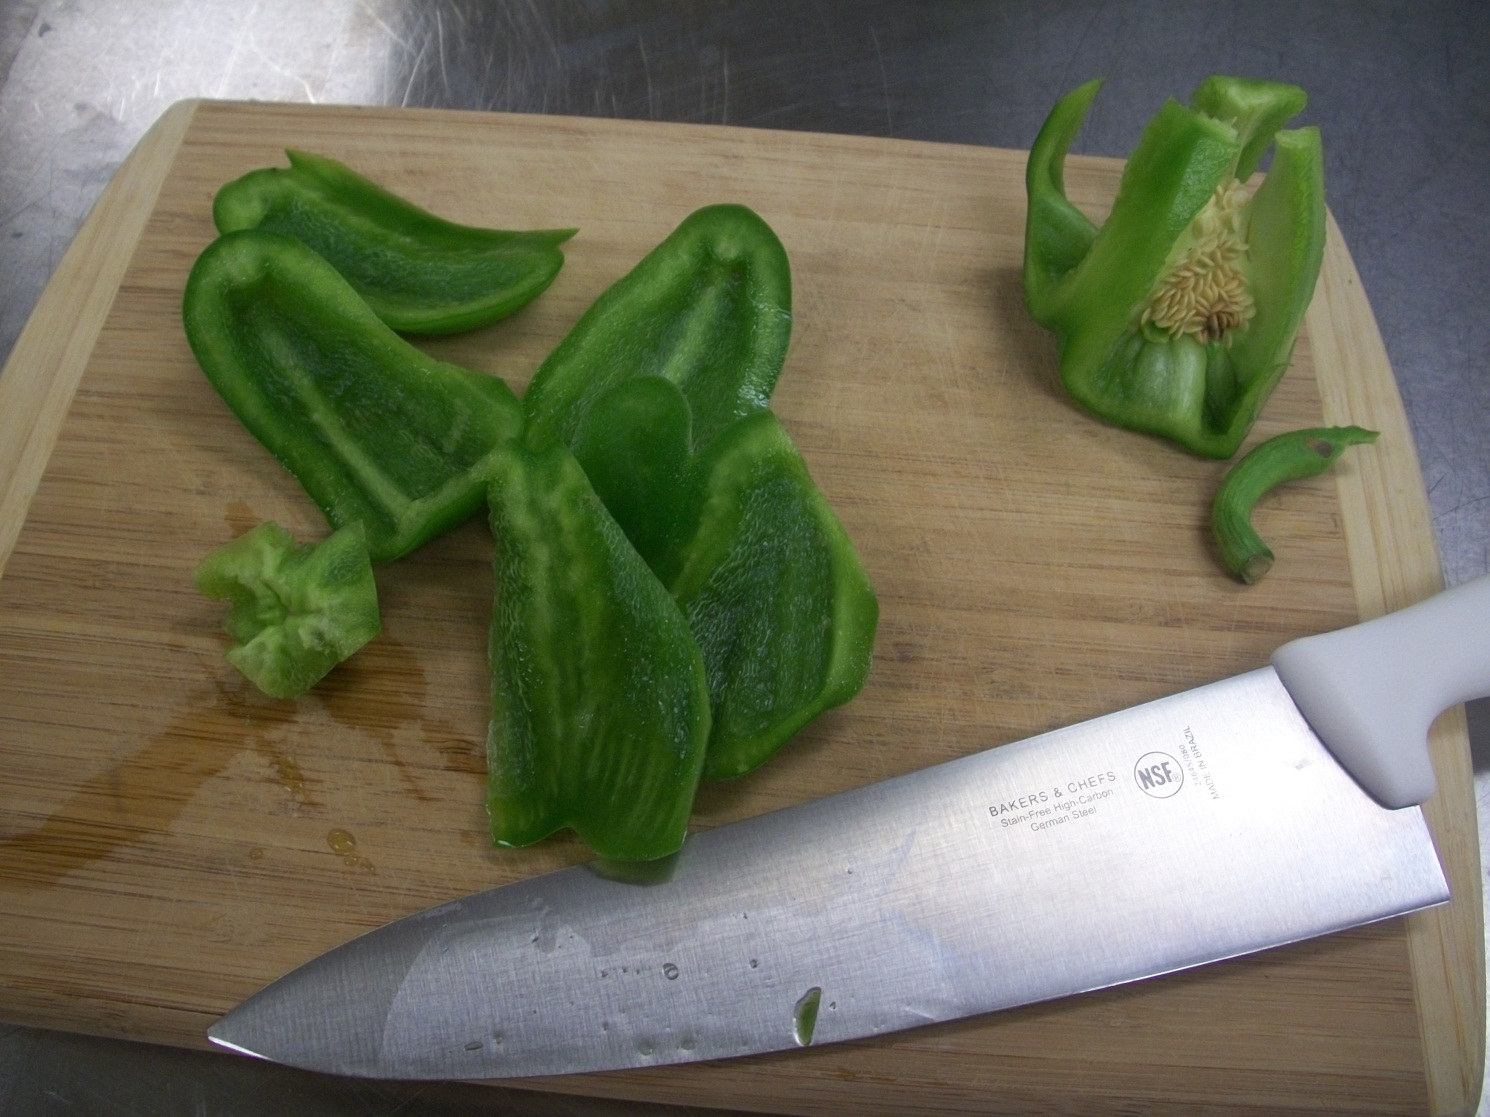 BAKERS & CHEFS
Stain-Free High-Carbon
German Steel
NSF®
MADE IN BRAZIL